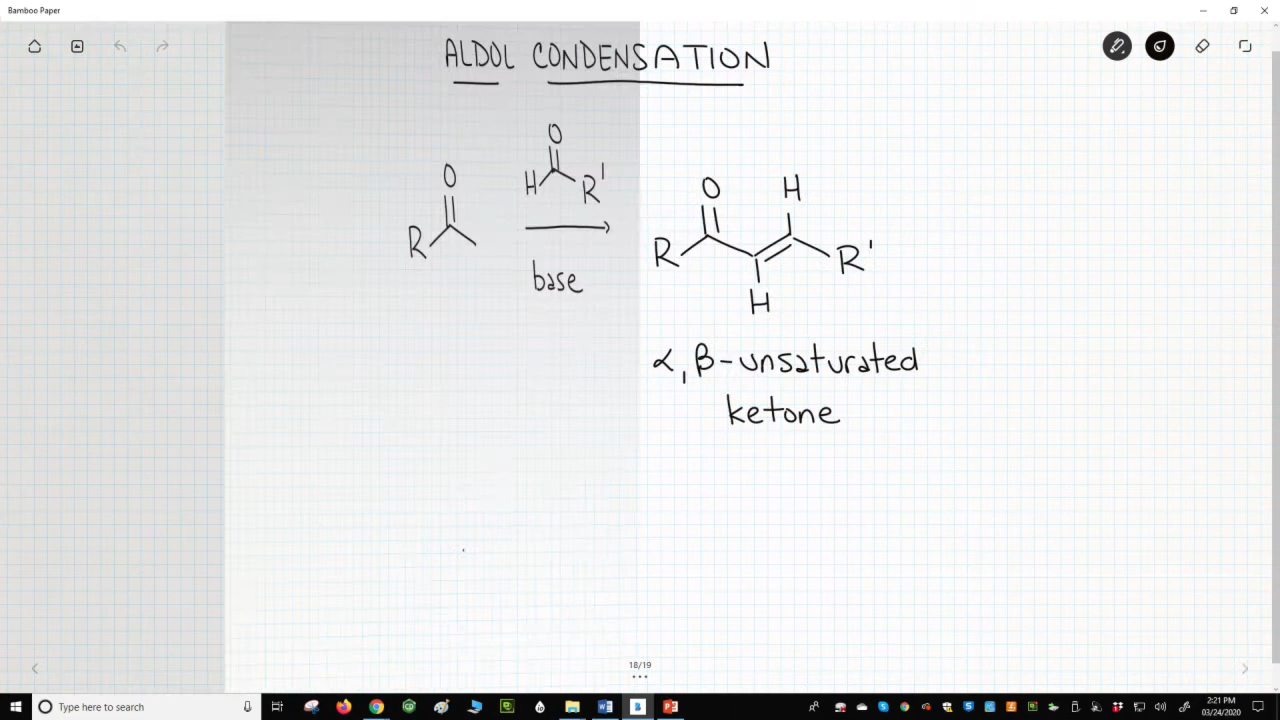 Bamboo Paper
ALDOL CONDENSATION
O
H R'
O
R
base
O H
R R'
H
α, β-unsaturated
ketone
18/19
Type here to search
2:21 PM
03/24/2020